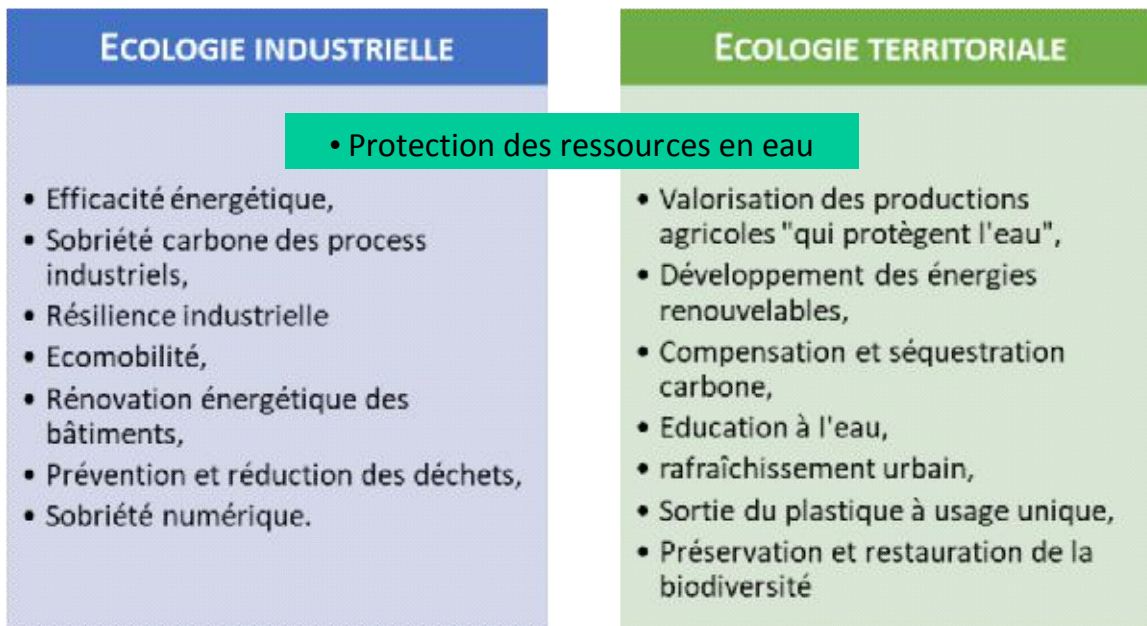 ECOLOGIE INDUSTRIELLE
ECOLOGIE TERRITORIALE
• Protection des ressources en eau
• Efficacité énergétique,
• Sobriété carbone des process
industriels,
• Résilience industrielle
• Ecomobilité,
• Rénovation énergétique des
bâtiments,
• Prévention et réduction des déchets,
• Sobriété numérique.
• Valorisation des productions
agricoles "qui protègent l'eau",
• Développement des énergies
renouvelables,
• Compensation et séquestration
carbone,
• Education à l'eau,
• rafraîchissement urbain,
• Sortie du plastique à usage unique,
• Préservation et restauration de la
biodiversité